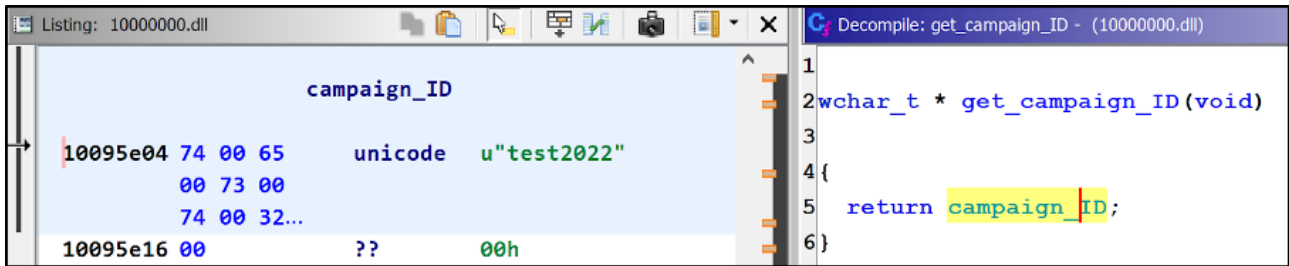 Listing: 10000000.dll
campaign_ID
10095e04 74 00 65 unicode u"test2022"
00 73 00
74 00 32...
10095e16 00 ?? 00h
Decompile: get_campaign_ID - (10000000.dll)
1
2 wchar_t * get_campaign_ID(void)
3
4 {
5 return campaign_ID;
6 }